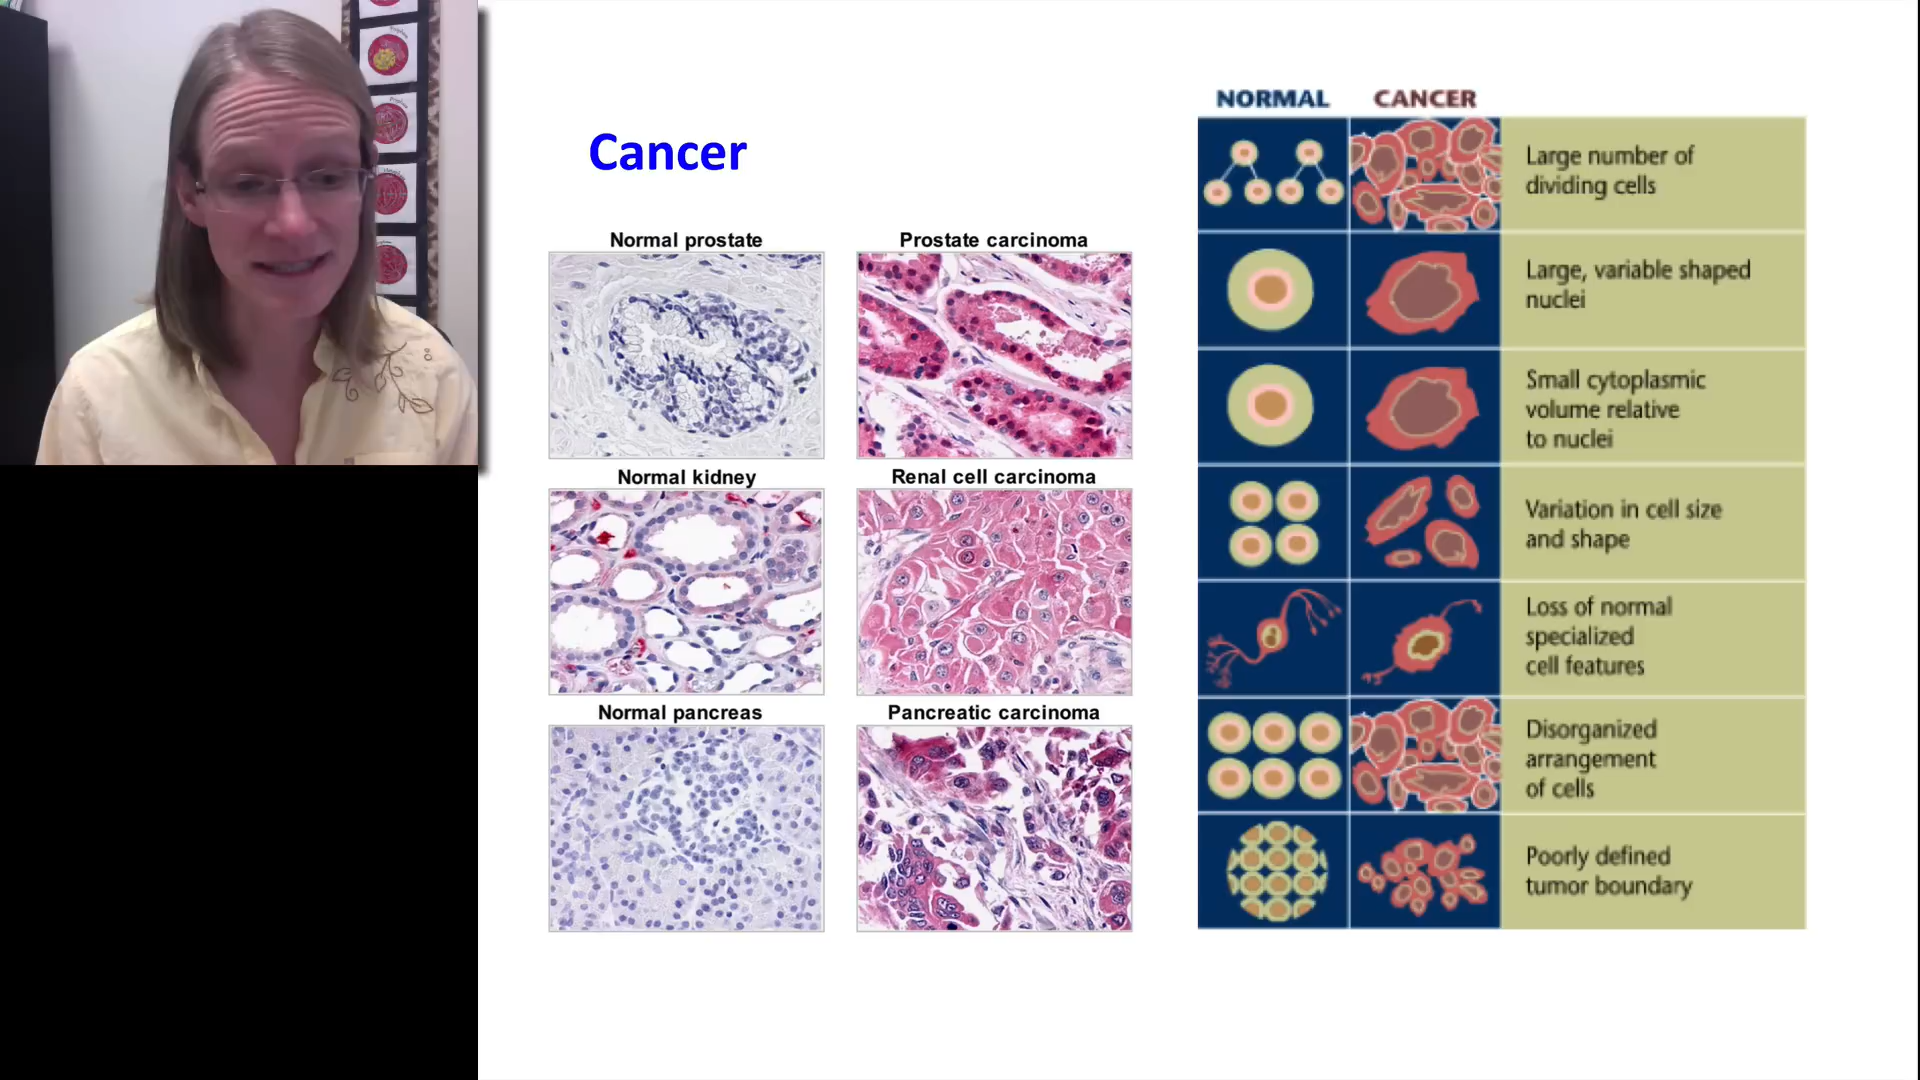 Cancer
Normal prostate
Prostate carcinoma
Normal kidney
Renal cell carcinoma
Normal pancreas
Pancreatic carcinoma
NORMAL
CANCER
Large number of
dividing cells
Large, variable shaped
nuclei
Small cytoplasmic
volume relative
to nuclei
Variation in cell size
and shape
Loss of normal
specialized
cell features
Disorganized
arrangement
of cells
Poorly defined
tumor boundary